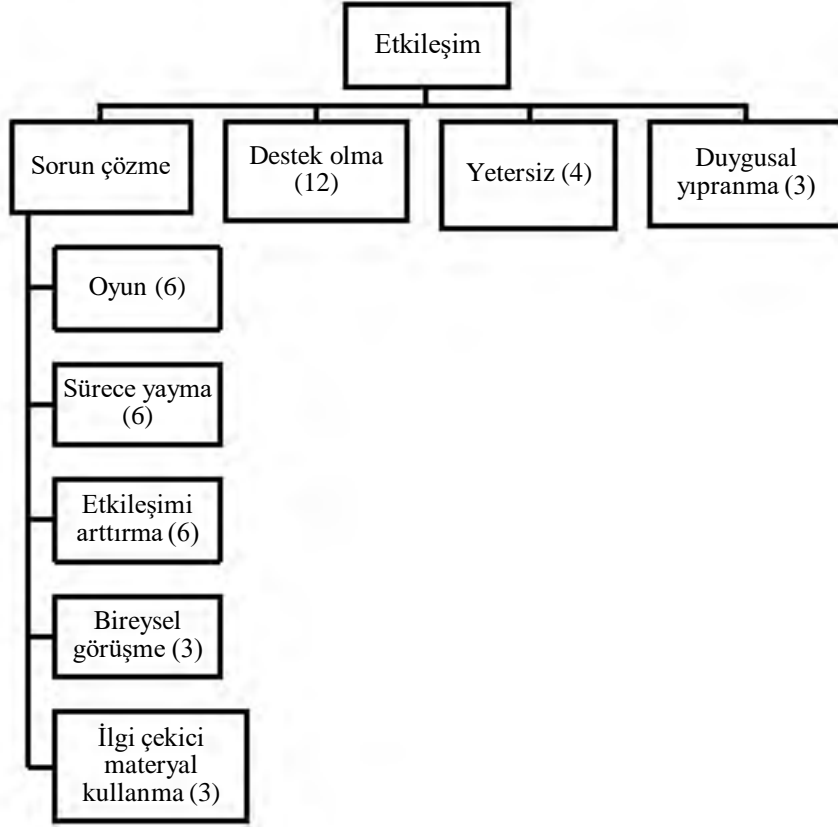 Etkileşim
Sorun çözme
Destek olma
(12)
Yetersiz (4)
Duygusal
yıpranma (3)
Oyun (6)
Sürece yayma
(6)
Etkileşimi
arttırma (6)
Bireysel
görüşme (3)
İlgi çekici
materyal
kullanma (3)